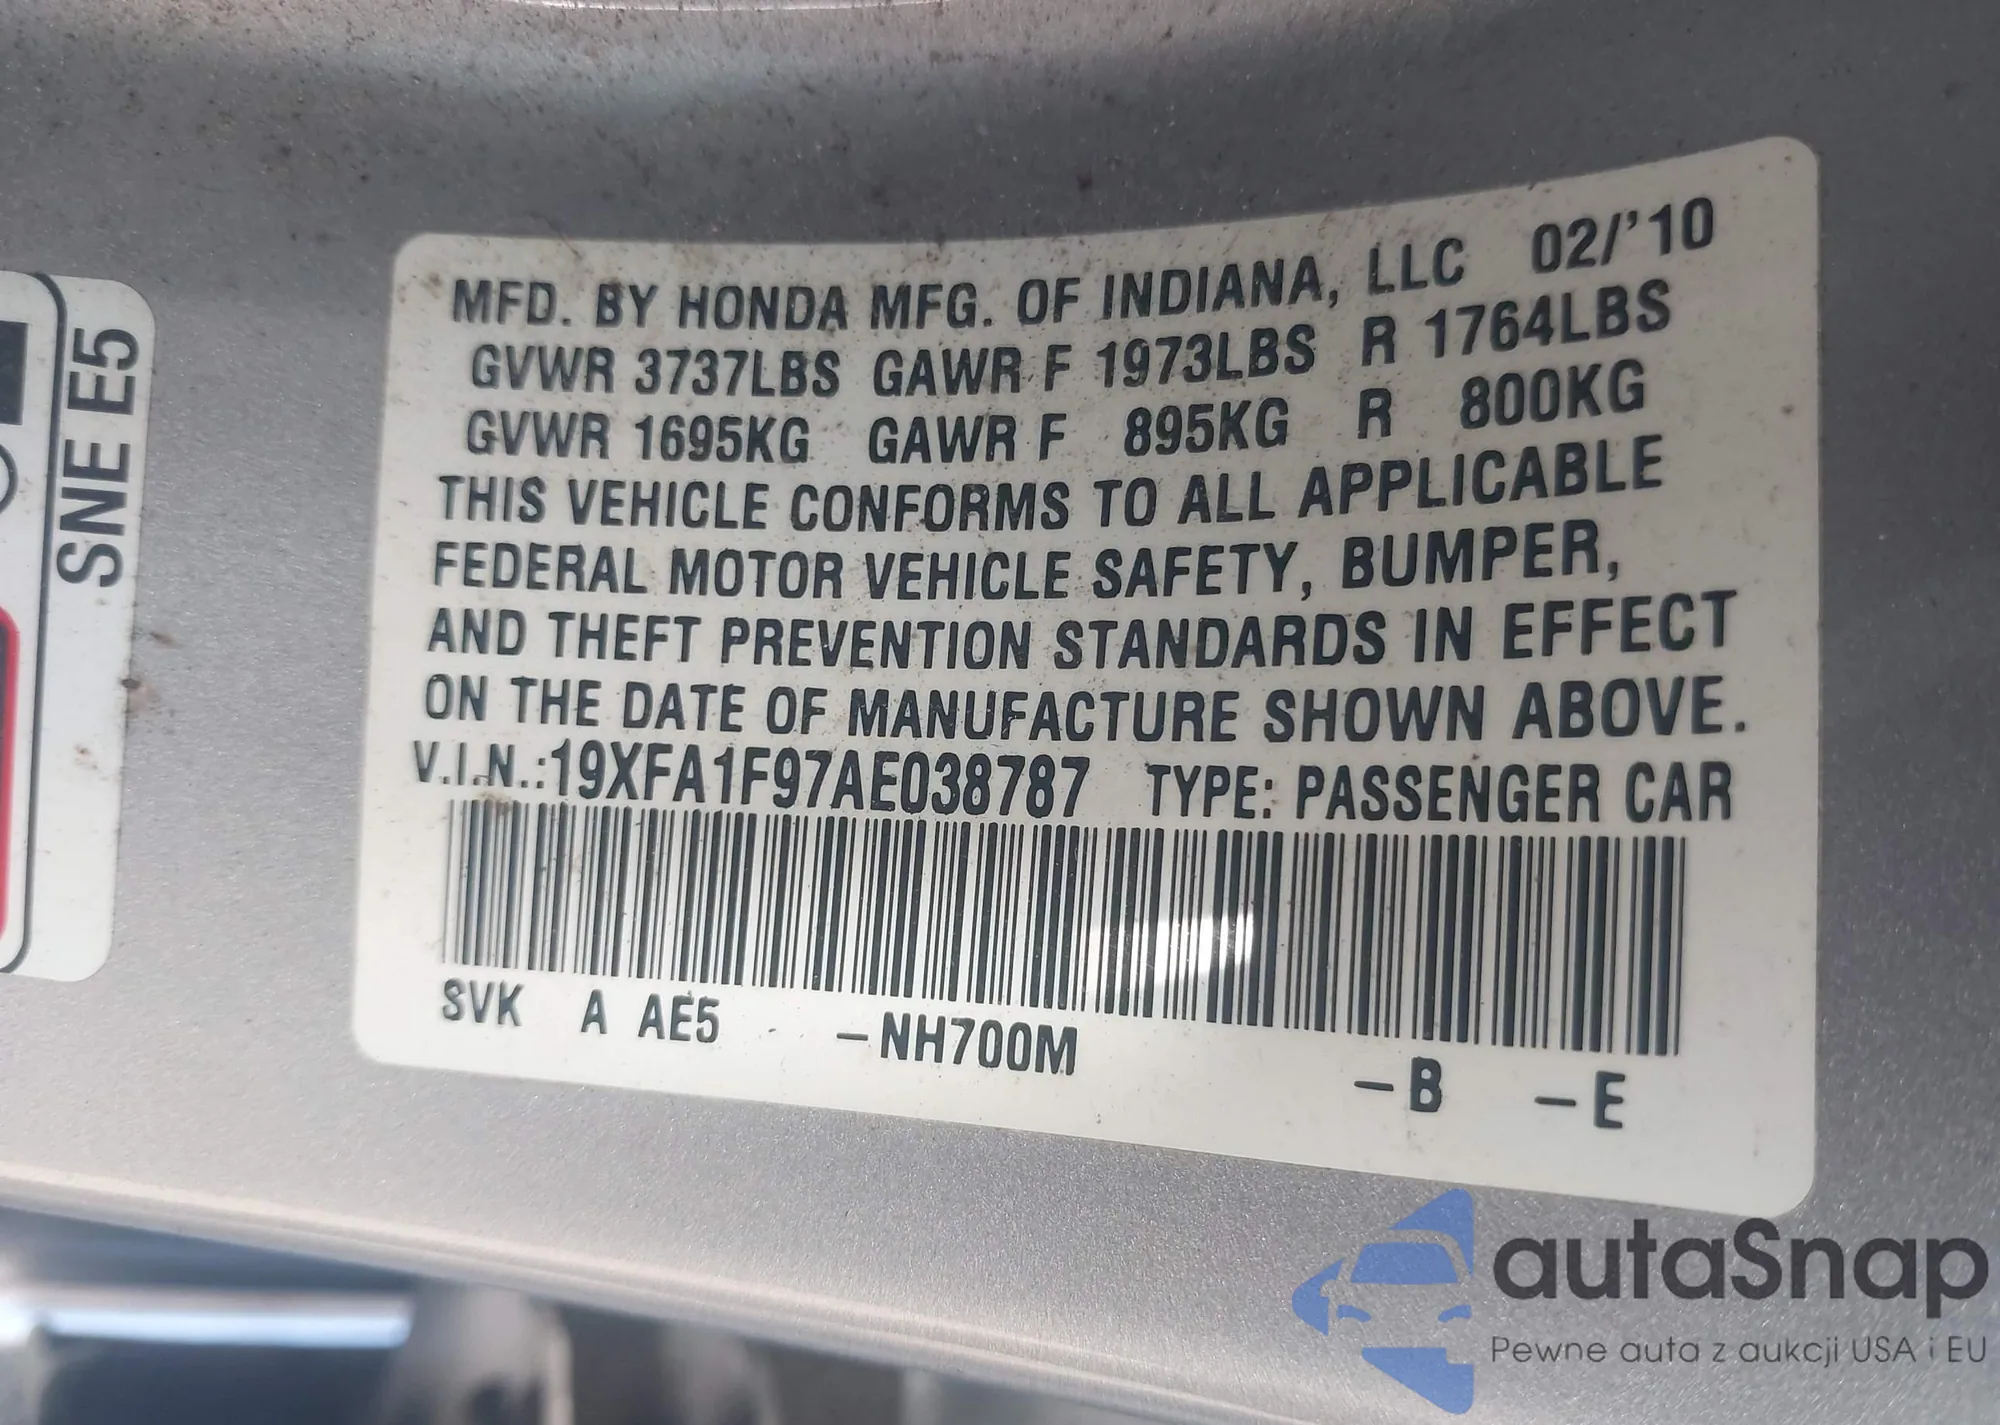 SNE E5
MFD. BY HONDA MFG. OF INDIANA, LLC 02/'10
GVWR 3737LBS GAWR F 1973LBS R 1764LBS
GVWR 1695KG GAWR F 895KG R 800KG
THIS VEHICLE CONFORMS TO ALL APPLICABLE
FEDERAL MOTOR VEHICLE SAFETY, BUMPER,
AND THEFT PREVENTION STANDARDS IN EFFECT
ON THE DATE OF MANUFACTURE SHOWN ABOVE.
V.I.N.:19XFA1F97AE038787 TYPE: PASSENGER CAR
SVK A AE5 -NH700M -B -E
autaSnap
Pewne auta z aukcji USA i EU